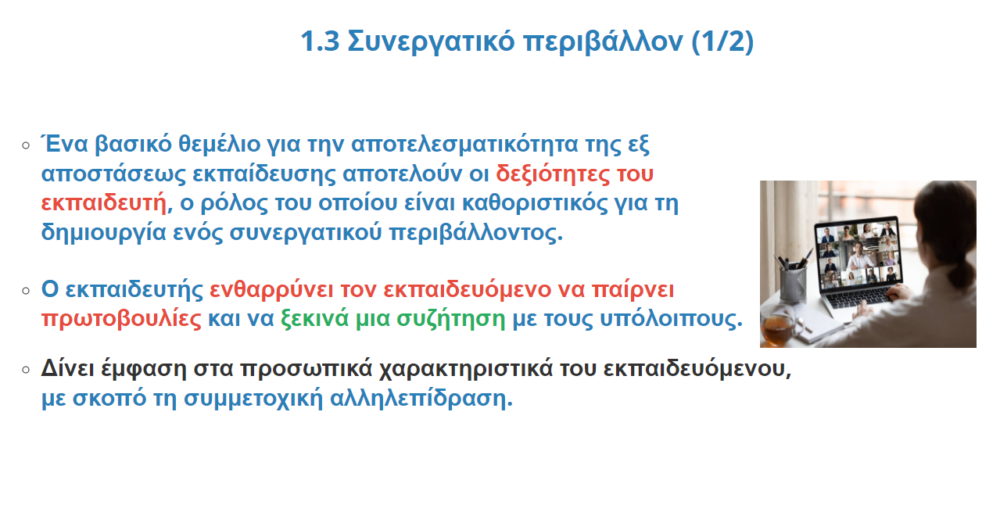 1.3 Συνεργατικό περιβάλλον (1/2)
Ένα βασικό θεμέλιο για την αποτελεσματικότητα της εξ
αποστάσεως εκπαίδευσης αποτελούν οι δεξιότητες του
εκπαιδευτή, ο ρόλος του οποίου είναι καθοριστικός για τη
δημιουργία ενός συνεργατικού περιβάλλοντος.
Ο εκπαιδευτής ενθαρρύνει τον εκπαιδευόμενο να παίρνει
πρωτοβουλίες και να ξεκινά μια συζήτηση με τους υπόλοιπους.
Δίνει έμφαση στα προσωπικά χαρακτηριστικά του εκπαιδευόμενου,
με σκοπό τη συμμετοχική αλληλεπίδραση.